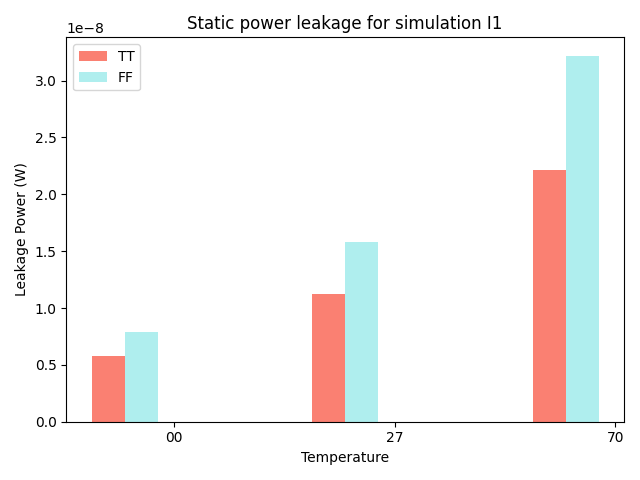 Static power leakage for simulation I1
1e−8
TT
FF
3.0
2.5
2.0
1.5
1.0
0.5
0.0
Leakage Power (W)
00
27
70
Temperature